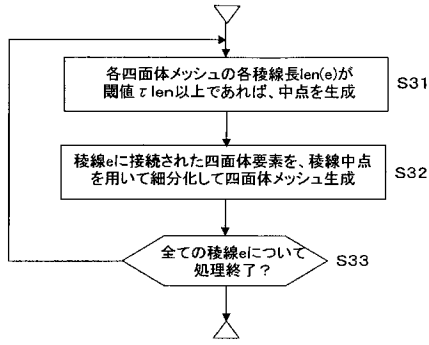 各四面体メッシュの各稜線長len(e)が
閾値τlen以上であれば、中点を生成
S31
稜線eに接続された四面体要素を、稜線中点
を用いて細分化して四面体メッシュ生成
S32
全ての稜線eについて
処理終了？
S33